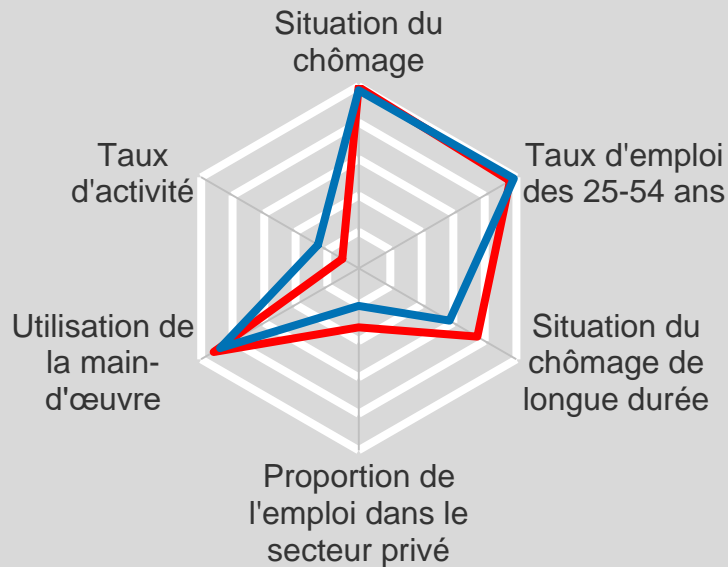 Situation du
chômage
Taux
d'activité
Taux d'emploi
des 25-54 ans
Utilisation de
la main-
d'œuvre
Situation du
chômage de
longue durée
Proportion de
l'emploi dans le
secteur privé